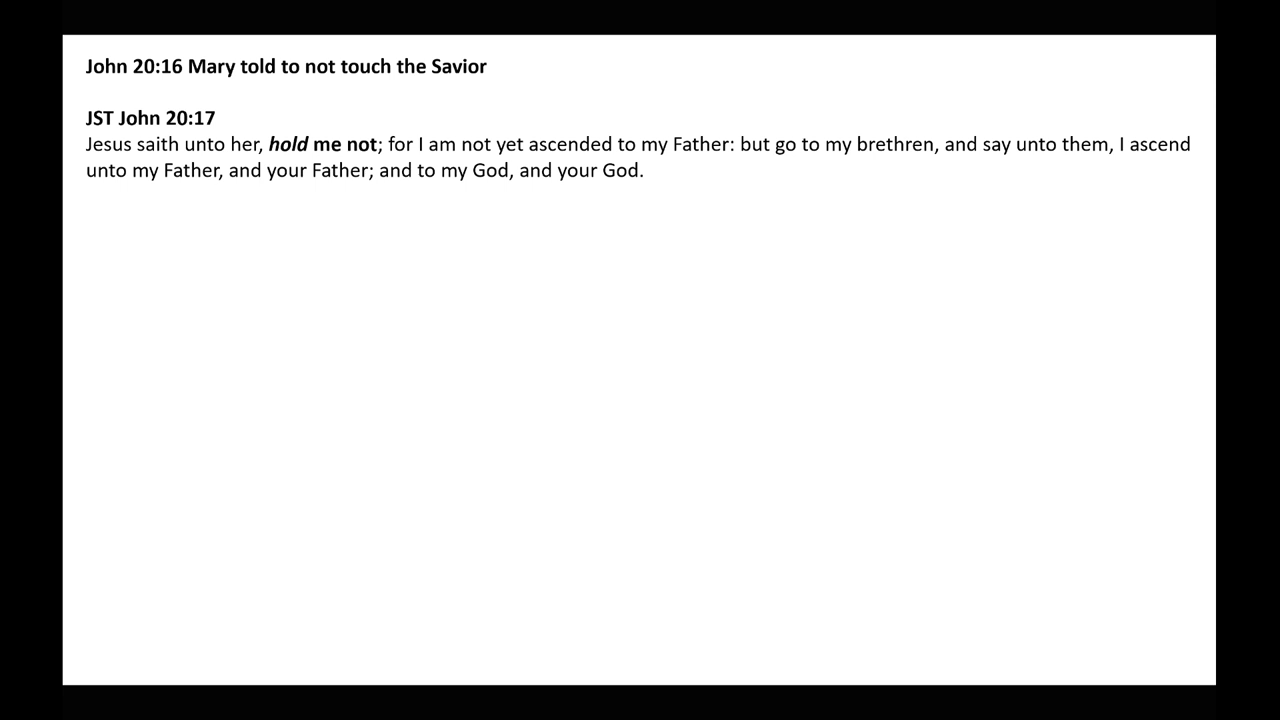 John 20:16 Mary told to not touch the Savior
JST John 20:17
Jesus saith unto her, hold me not; for I am not yet ascended to my Father: but go to my brethren, and say unto them, I ascend
unto my Father, and your Father; and to my God, and your God.